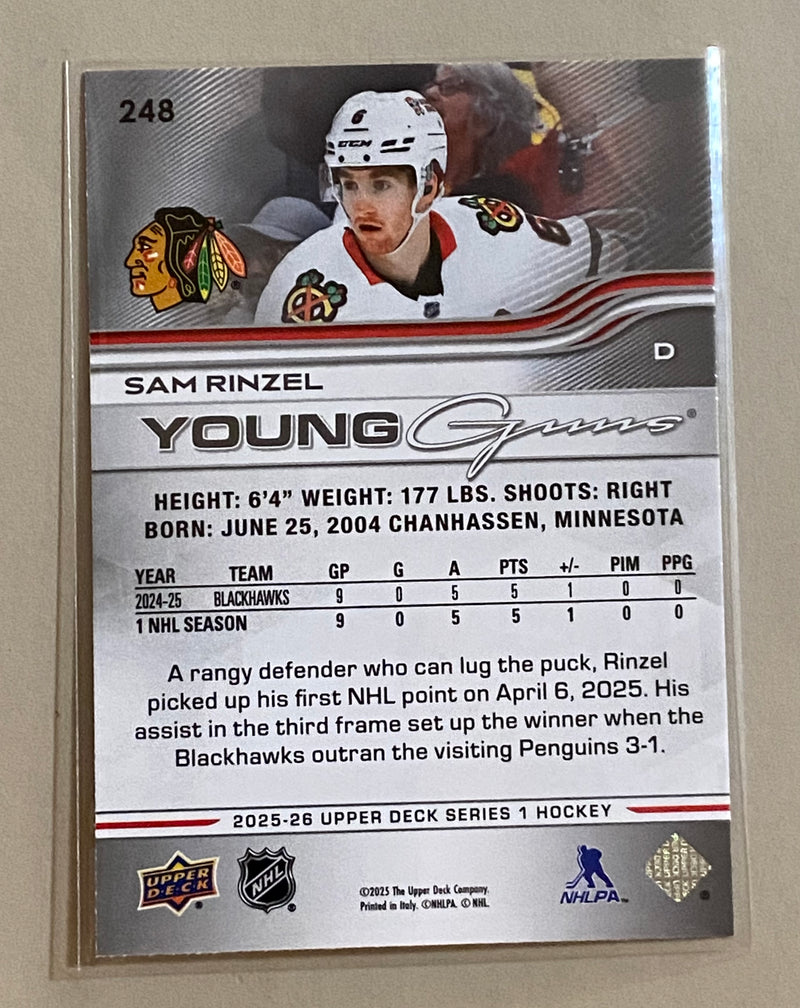 248
6
CCM
D
SAM RINZEL
YOUNG Guns®
HEIGHT: 6'4" WEIGHT: 177 LBS. SHOOTS: RIGHT
BORN: JUNE 25, 2004 CHANHASSEN, MINNESOTA
YEAR TEAM GP G A PTS +/- PIM PPG
2024-25 BLACKHAWKS 9 0 5 5 1 0 0
1 NHL SEASON 9 0 5 5 1 0 0
A rangy defender who can lug the puck, Rinzel
picked up his first NHL point on April 6, 2025. His
assist in the third frame set up the winner when the
Blackhawks outran the visiting Penguins 3-1.
2025-26 UPPER DECK SERIES 1 HOCKEY
UPPER
D·E·C·K
NHL
©2025 The Upper Deck Company.
Printed in Italy. ©NHLPA. © NHL.
NHLPA™